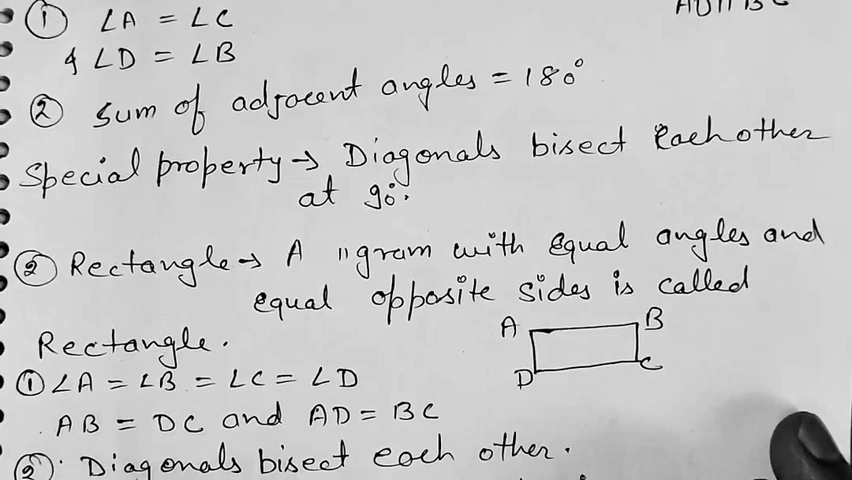 AD || BC
① ∠A = ∠C
& ∠D = ∠B
② Sum of adjacent angles = 180°
Special property → Diagonals bisect Each other
at 90°.
② Rectangle → A ||gram with equal angles and
equal opposite sides is called
Rectangle.
A B
D C
① ∠A = ∠B = ∠C = ∠D
AB = DC and AD = BC
② Diagonals bisect each other.